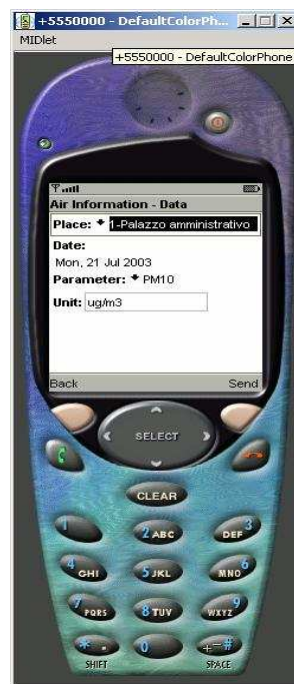 +5550000 - DefaultColorPh...
MIDlet
+5550000 - DefaultColorPhone
Air Information - Data
Place: 1-Palazzo amministrativo
Date:
Mon, 21 Jul 2003
Parameter: PM10
Unit: ug/m3
Back Send
SELECT
CLEAR
1 2 ABC 3 DEF
4 GHI 5 JKL MNO 6
7 PQRS 8 TUV WXYZ 9
* . 0 +-#
SHIFT SPACE